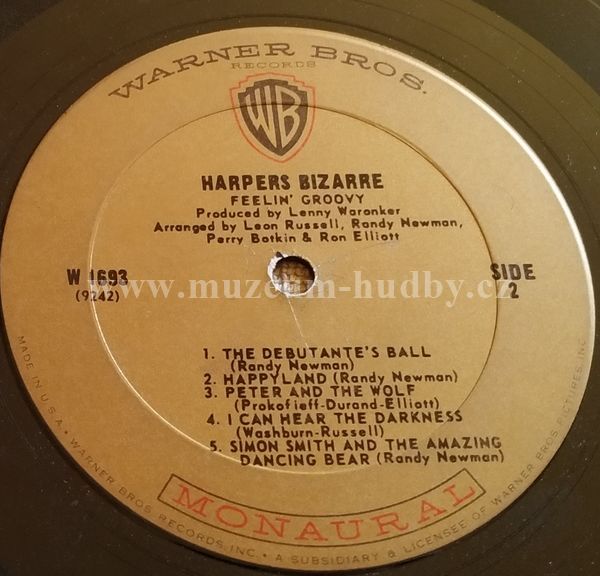 WARNER BROS.
RECORDS
WB
HARPERS BIZARRE
FEELIN' GROOVY
Produced by Lenny Waronker
Arranged by Leon Russell, Randy Newman,
Perry Botkin & Ron Elliott
W 1693
(9242)
SIDE
2
www.muzeum-hudby.cz
1. THE DEBUTANTE'S BALL
(Randy Newman)
2. HAPPYLAND (Randy Newman)
3. PETER AND THE WOLF
(Prokofieff-Durand-Elliott)
4. I CAN HEAR THE DARKNESS
(Washburn-Russell)
5. SIMON SMITH AND THE AMAZING
DANCING BEAR (Randy Newman)
MONAURAL
MADE IN U.S.A. • WARNER BROS. RECORDS, INC. • A SUBSIDIARY & LICENSEE OF WARNER BROS. PICTURES, INC.